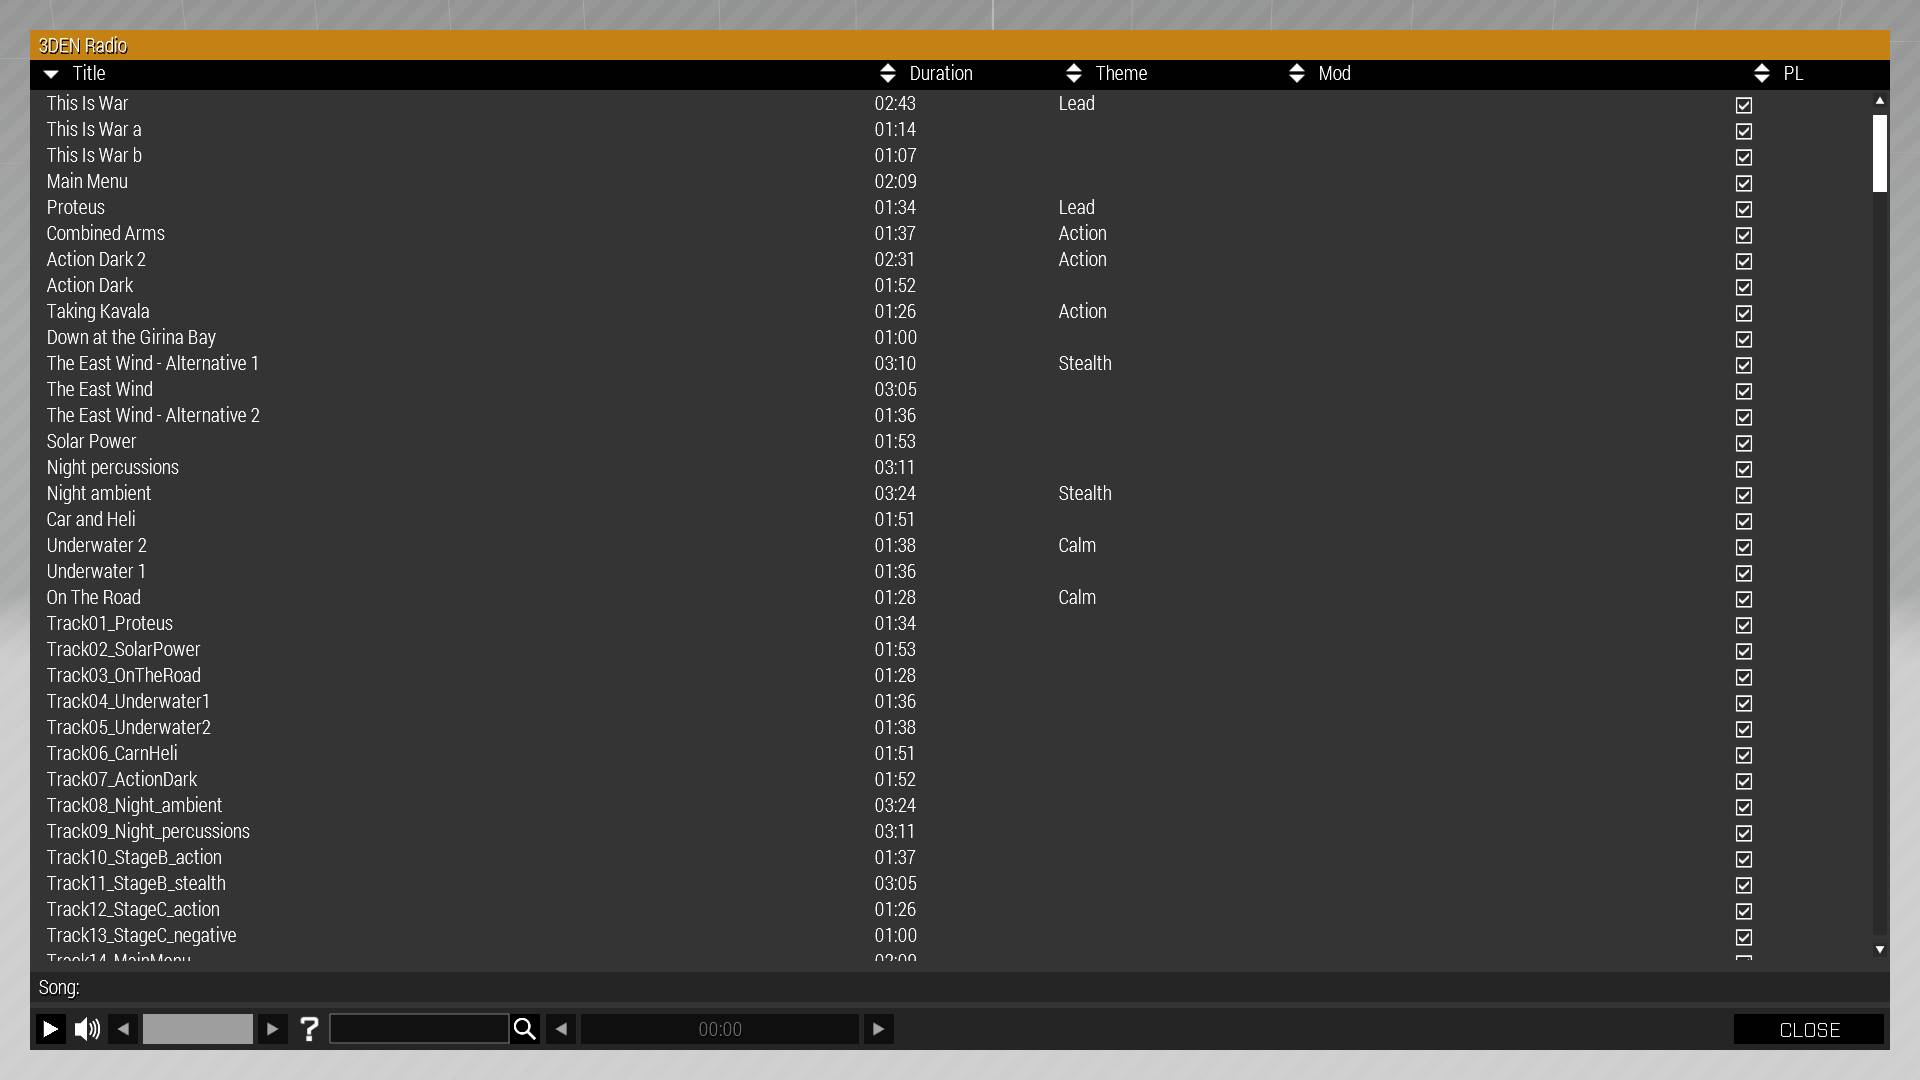 3DEN Radio
Title Duration Theme Mod PL
This Is War 02:43 Lead
This Is War a 01:14
This Is War b 01:07
Main Menu 02:09
Proteus 01:34 Lead
Combined Arms 01:37 Action
Action Dark 2 02:31 Action
Action Dark 01:52
Taking Kavala 01:26 Action
Down at the Girina Bay 01:00
The East Wind - Alternative 1 03:10 Stealth
The East Wind 03:05
The East Wind - Alternative 2 01:36
Solar Power 01:53
Night percussions 03:11
Night ambient 03:24 Stealth
Car and Heli 01:51
Underwater 2 01:38 Calm
Underwater 1 01:36
On The Road 01:28 Calm
Track01_Proteus 01:34
Track02_SolarPower 01:53
Track03_OnTheRoad 01:28
Track04_Underwater1 01:36
Track05_Underwater2 01:38
Track06_CarnHeli 01:51
Track07_ActionDark 01:52
Track08_Night_ambient 03:24
Track09_Night_percussions 03:11
Track10_StageB_action 01:37
Track11_StageB_stealth 03:05
Track12_StageC_action 01:26
Track13_StageC_negative 01:00
Track14_MainMenu 02:09
Song:
? 00:00 CLOSE